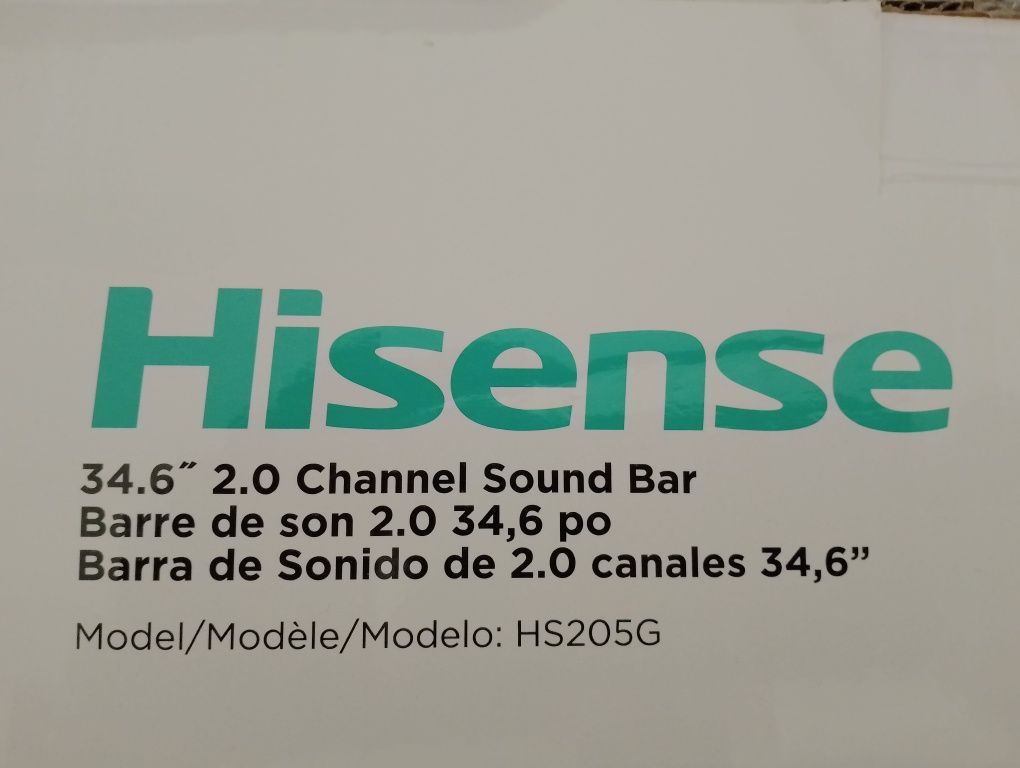 Hisense
34.6˝ 2.0 Channel Sound Bar
Barre de son 2.0 34,6 po
Barra de Sonido de 2.0 canales 34,6”
Model/Modèle/Modelo: HS205G